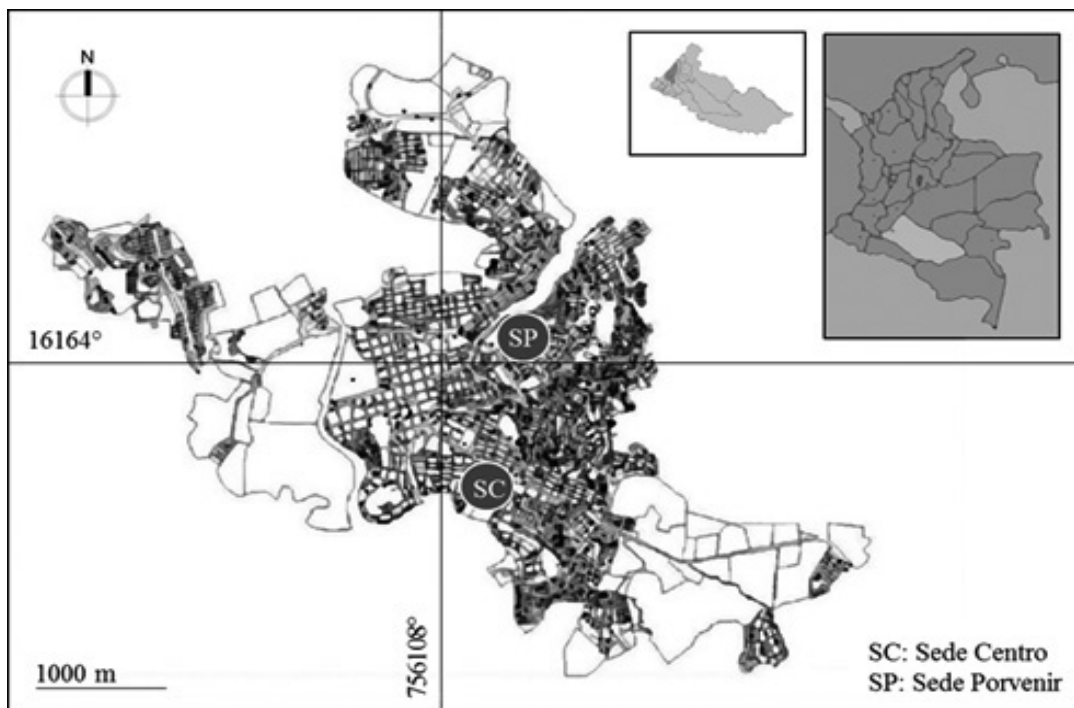 N
16164°
SP
SC
756108°
1000 m
SC: Sede Centro
SP: Sede Porvenir